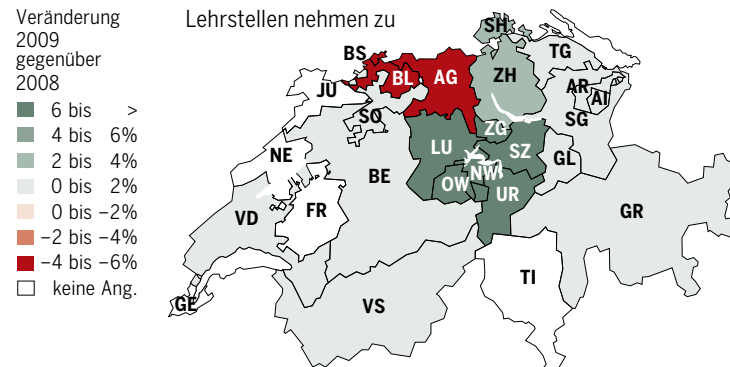 Veränderung
2009
gegenüber
2008
6 bis >
4 bis 6%
2 bis 4%
0 bis 2%
0 bis –2%
–2 bis –4%
–4 bis –6%
keine Ang.
Lehrstellen nehmen zu
SH
BS
TG
BL
AG
ZH
JU
AR
AI
SO
SG
ZG
LU
SZ
NE
GL
NW
BE
OW
UR
FR
VD
GR
TI
GE
VS